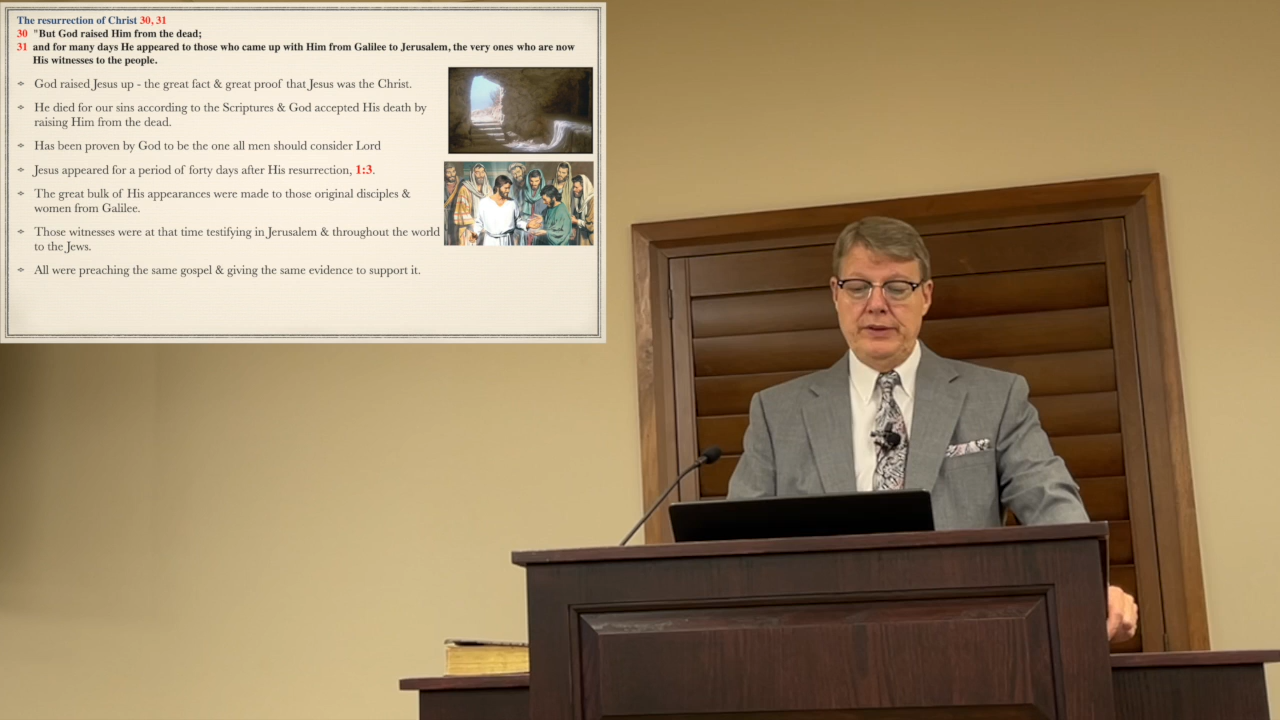 The resurrection of Christ 30, 31
30 "But God raised Him from the dead;
31 and for many days He appeared to those who came up with Him from Galilee to Jerusalem, the very ones who are now
His witnesses to the people.
God raised Jesus up - the great fact & great proof that Jesus was the Christ.
He died for our sins according to the Scriptures & God accepted His death by
raising Him from the dead.
Has been proven by God to be the one all men should consider Lord
Jesus appeared for a period of forty days after His resurrection, 1:3.
The great bulk of His appearances were made to those original disciples &
women from Galilee.
Those witnesses were at that time testifying in Jerusalem & throughout the world
to the Jews.
All were preaching the same gospel & giving the same evidence to support it.